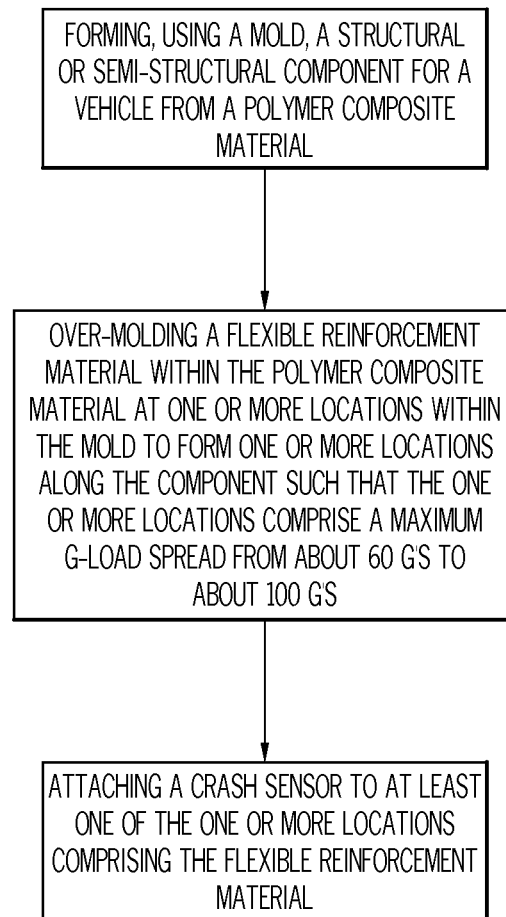 FORMING, USING A MOLD, A STRUCTURAL
OR SEMI-STRUCTURAL COMPONENT FOR A
VEHICLE FROM A POLYMER COMPOSITE
MATERIAL
OVER-MOLDING A FLEXIBLE REINFORCEMENT
MATERIAL WITHIN THE POLYMER COMPOSITE
MATERIAL AT ONE OR MORE LOCATIONS WITHIN
THE MOLD TO FORM ONE OR MORE LOCATIONS
ALONG THE COMPONENT SUCH THAT THE ONE
OR MORE LOCATIONS COMPRISE A MAXIMUM
G-LOAD SPREAD FROM ABOUT 60 G'S TO
ABOUT 100 G'S
ATTACHING A CRASH SENSOR TO AT LEAST
ONE OF THE ONE OR MORE LOCATIONS
COMPRISING THE FLEXIBLE REINFORCEMENT
MATERIAL